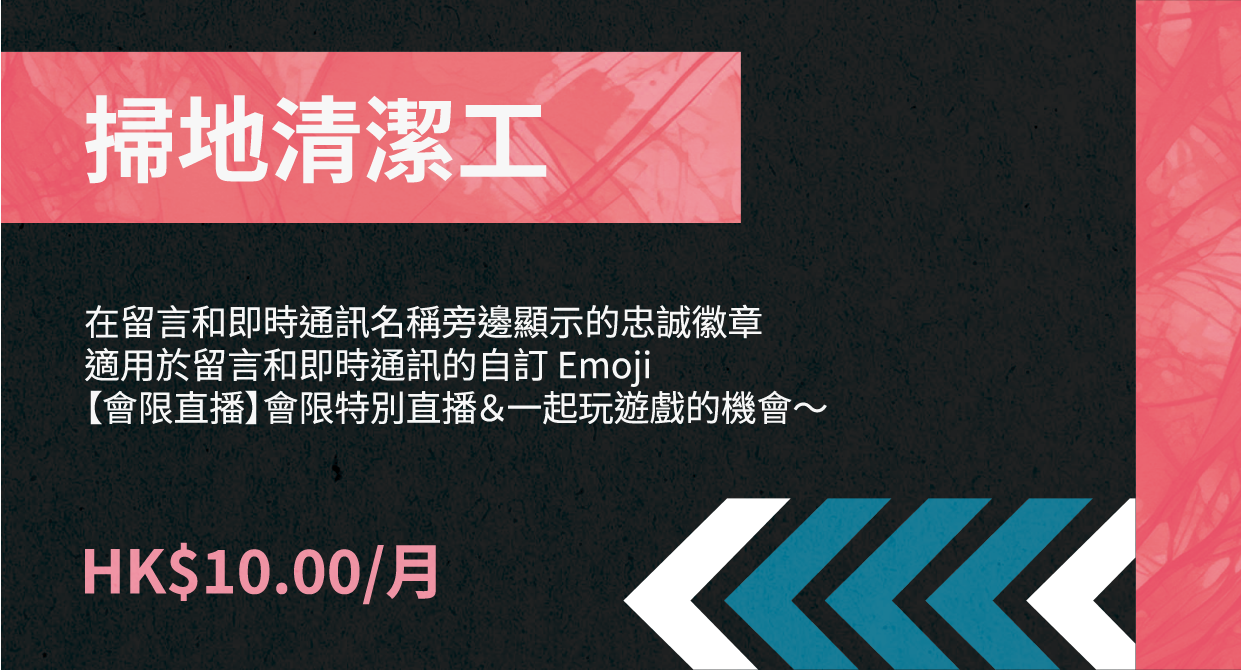 掃地清潔工
在留言和即時通訊名稱旁邊顯示的忠誠徽章
適用於留言和即時通訊的自訂 Emoji
【會限直播】會限特別直播&一起玩遊戲的機會～
HK$10.00/月